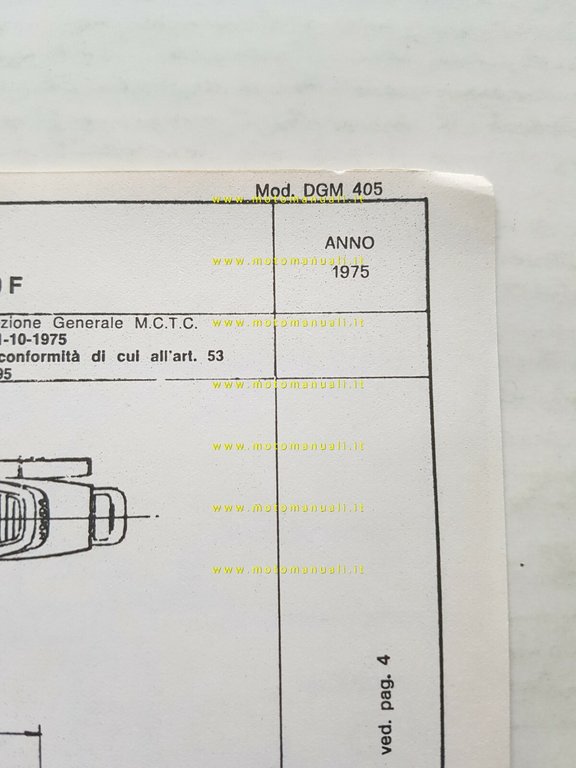 Mod. DGM 405
www.motomanuali.it
ANNO
www.motomanuali.it
1975
F
zione Generale M.C.T.C.
www.motomanuali.it
1-10-1975
conformità di cui all'art. 53
95
www.motomanuali.it
www.motomanuali.it
HONDA
www.motomanuali.it
www.motomanuali.it
ved. pag. 4